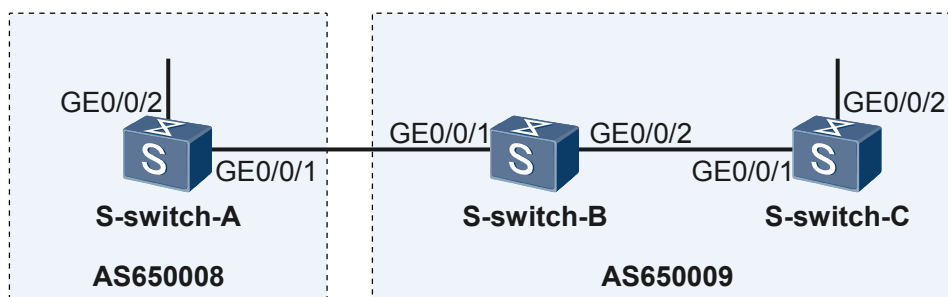 GE0/0/2
GE0/0/2
GE0/0/1
GE0/0/2
S
S
S
GE0/0/1
GE0/0/1
S-switch-A
S-switch-B
S-switch-C
AS650008
AS650009